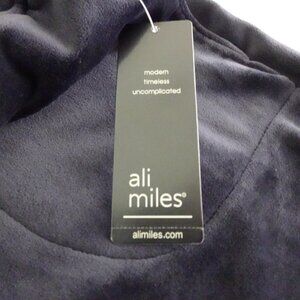 modern
timeless
uncomplicated
ali
miles®
alimiles.com